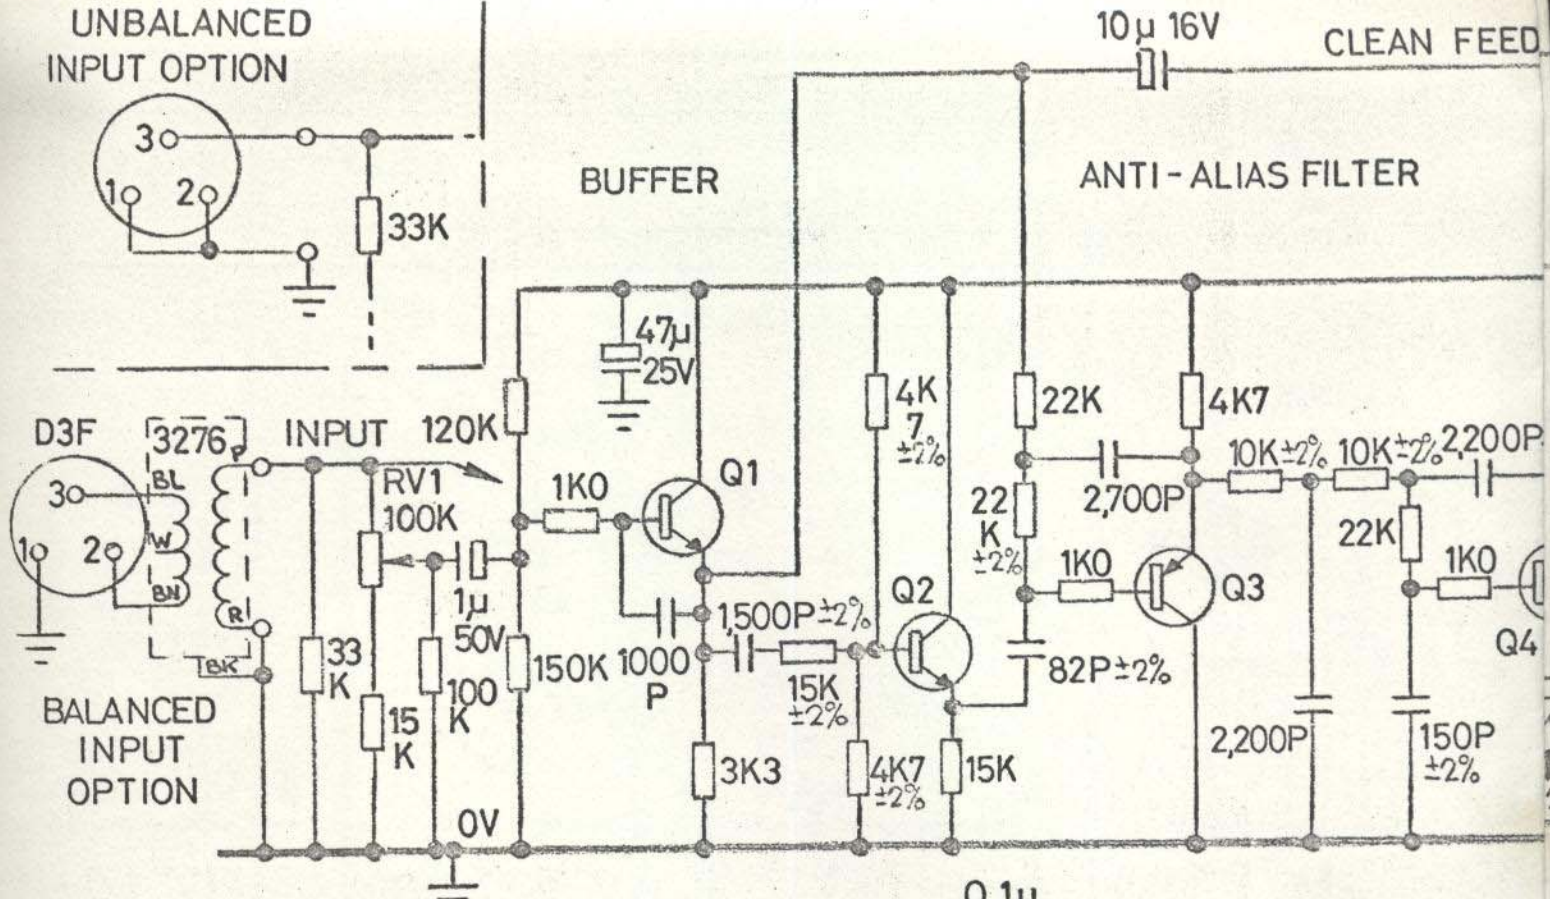 UNBALANCED
INPUT OPTION
3
1
2
33K
BUFFER
10µ 16V
CLEAN FEED
ANTI-ALIAS FILTER
47µ
25V
D3F
3276
P
INPUT
120K
4K
7
±2%
22K
4K7
3
BL
RV1
100K
1K0
Q1
2,700P
10K±2%
10K±2%
2,200P
1
2
W
BN
R
BK
1µ
50V
22
K
±2%
22K
1K0
1K0
Q2
Q3
Q4
1,500P±2%
33
K
100
K
150K
1000
P
15K
±2%
82P±2%
BALANCED
INPUT
OPTION
15
K
3K3
4K7
±2%
15K
2,200P
150P
±2%
0V
0.1µ